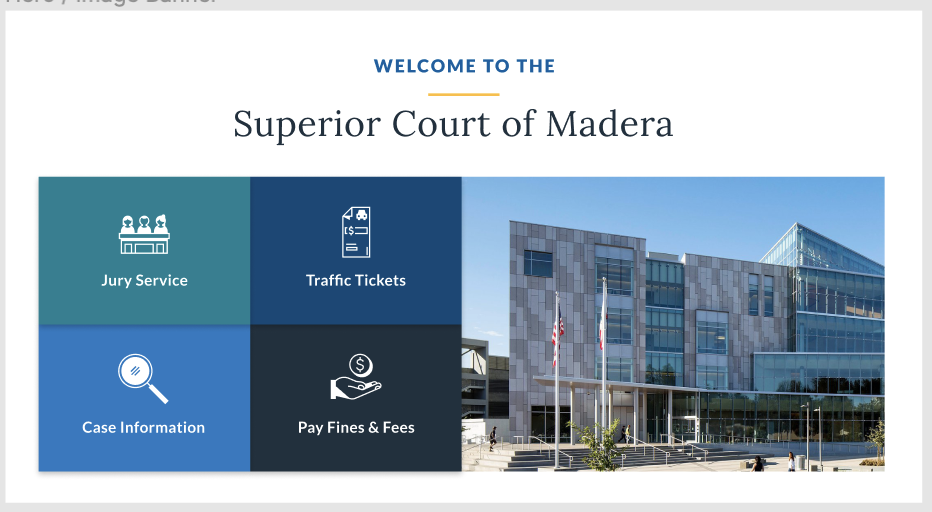 Hero / Image Banner
WELCOME TO THE
Superior Court of Madera
Jury Service
Traffic Tickets
$
$
Case Information
Pay Fines & Fees